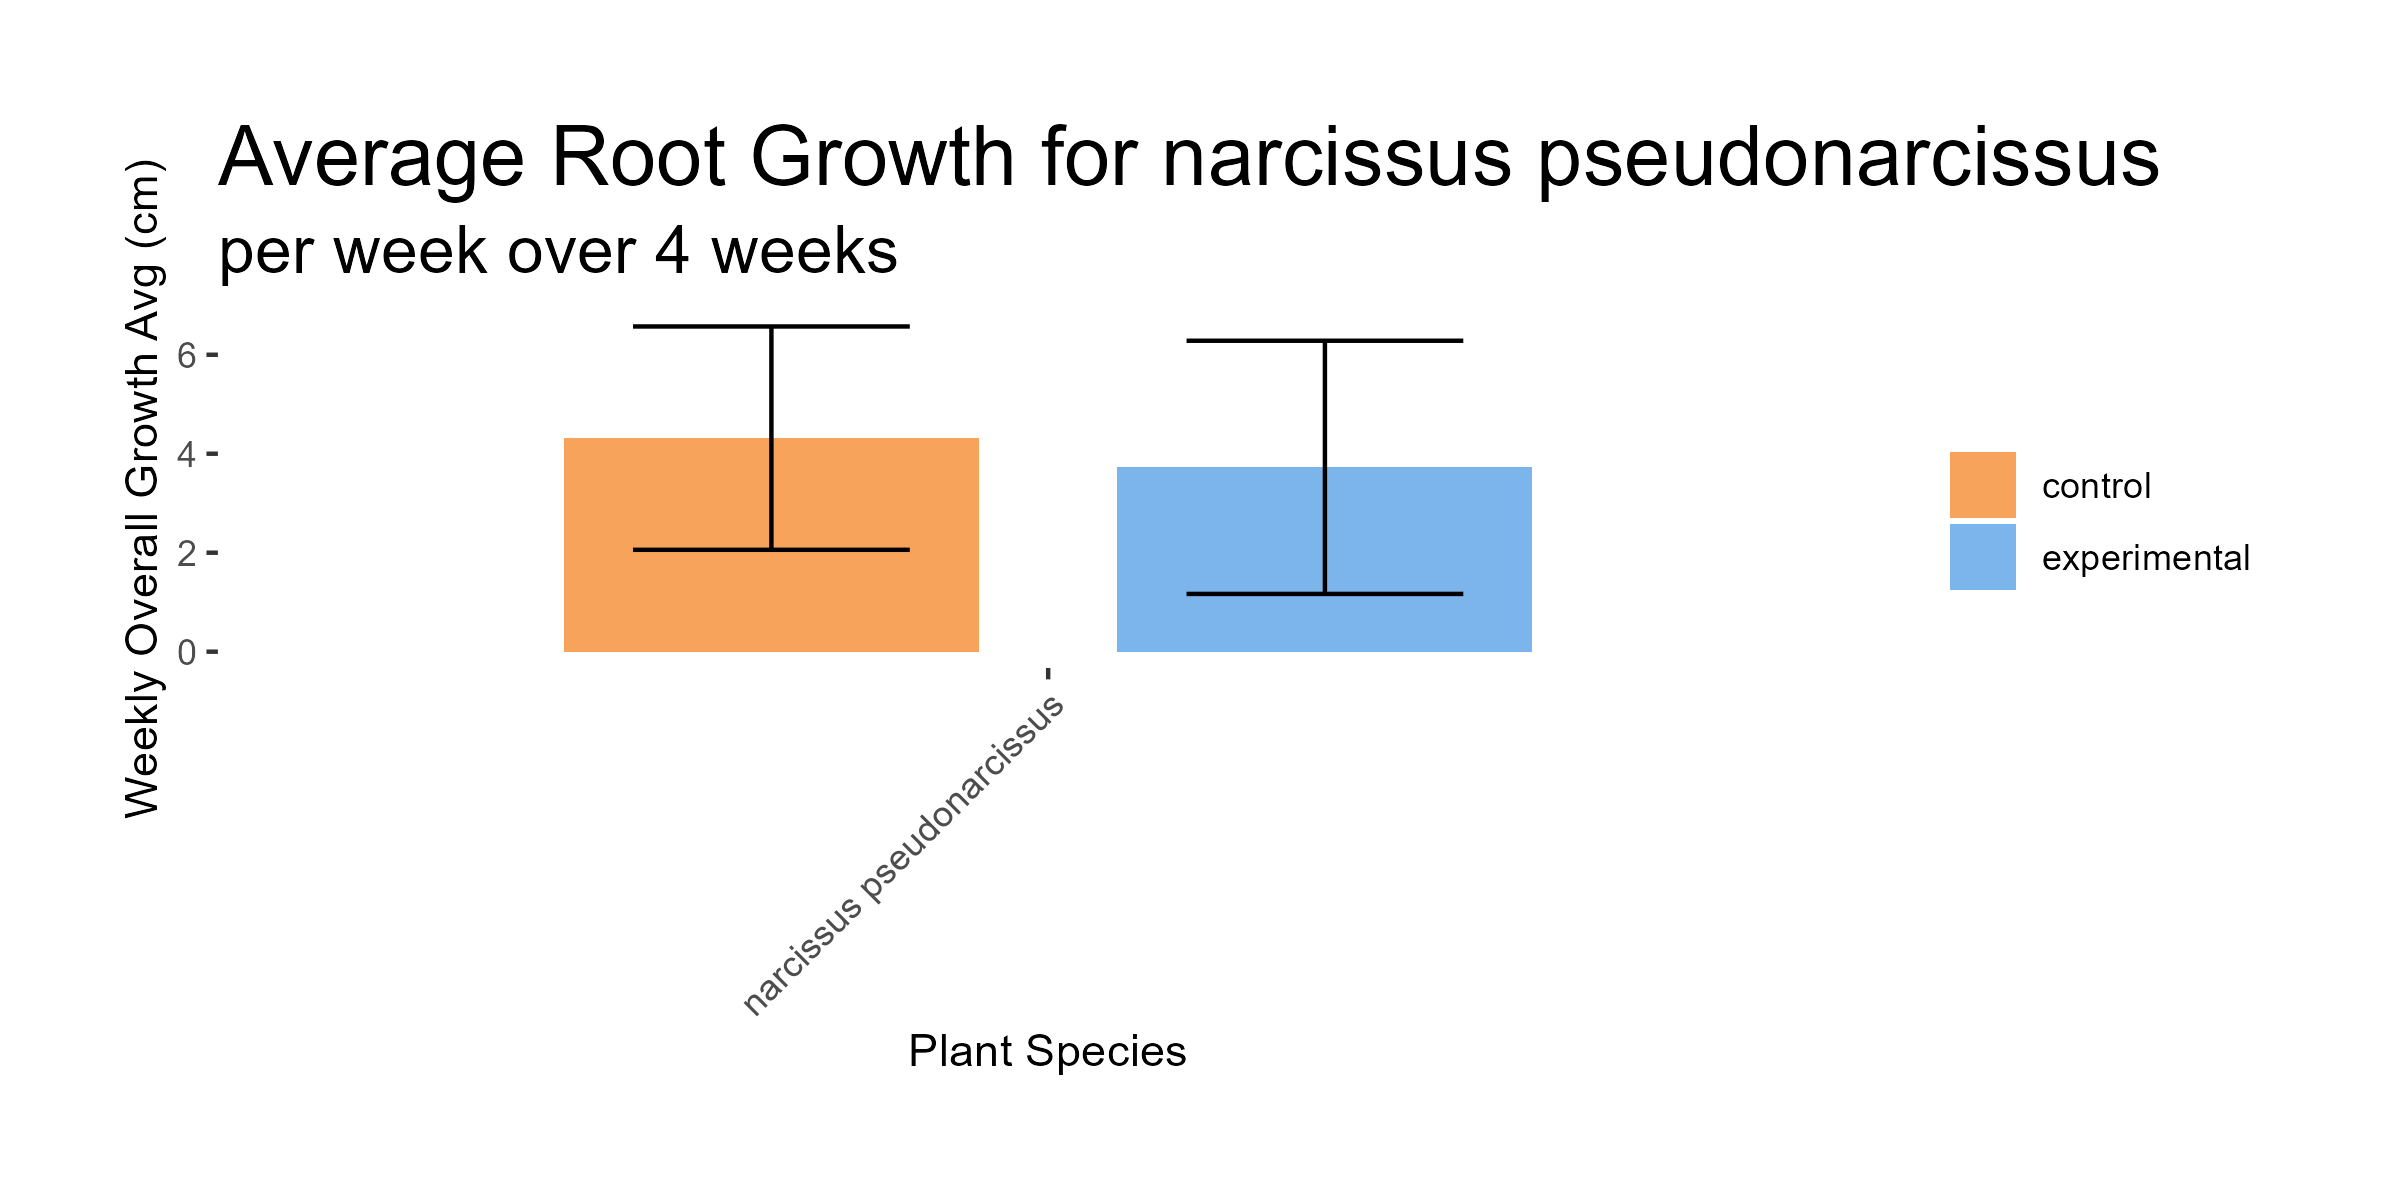 Average Root Growth for narcissus pseudonarcissus
per week over 4 weeks
Weekly Overall Growth Avg (cm)
6
4
2
0
narcissus pseudonarcissus
Plant Species
control
experimental